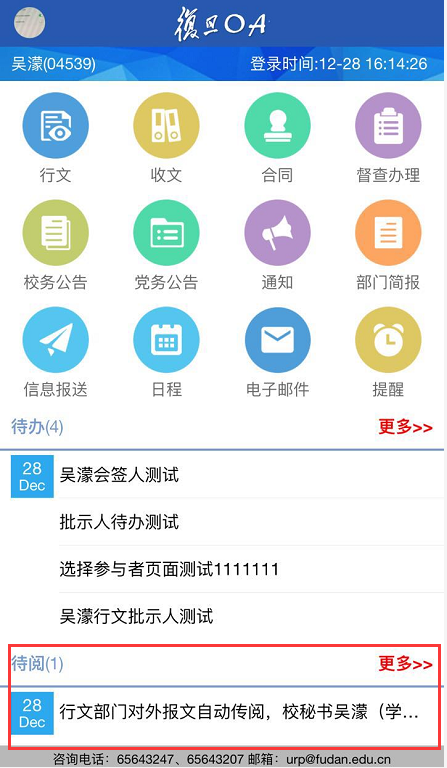 復旦OA
吴濛(04539) 登录时间:12-28 16:14:26
行文 收文 合同 督查办理
校务公告 党务公告 通知 部门简报
信息报送 日程 电子邮件 提醒
待办(4) 更多>>
28 吴濛会签人测试
Dec
批示人待办测试
选择参与者页面测试1111111
吴濛行文批示人测试
待阅(1) 更多>>
28 行文部门对外报文自动传阅，校秘书吴濛（学…
Dec
咨询电话：65643247、65643207 邮箱：urp@fudan.edu.cn